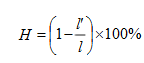 H = (1 − l'/l) × 100%